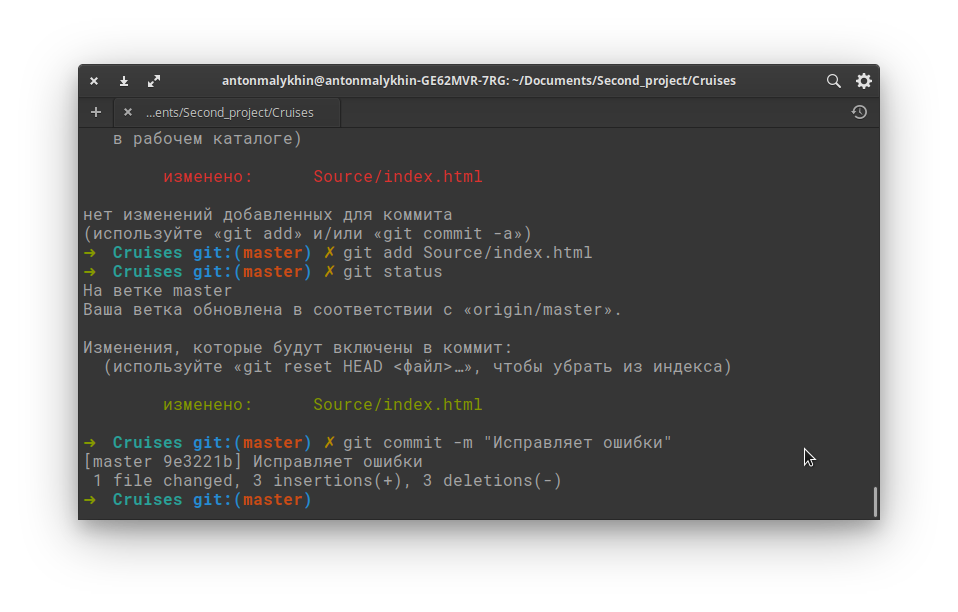 antonmalykhin@antonmalykhin-GE62MVR-7RG: ~/Documents/Second_project/Cruises
...ents/Second_project/Cruises
в рабочем каталоге)
изменено: Source/index.html
нет изменений добавленных для коммита
(используйте «git add» и/или «git commit -a»)
➜ Cruises git:(master) ✗ git add Source/index.html
➜ Cruises git:(master) ✗ git status
На ветке master
Ваша ветка обновлена в соответствии с «origin/master».
Изменения, которые будут включены в коммит:
(используйте «git reset HEAD <файл>…», чтобы убрать из индекса)
изменено: Source/index.html
➜ Cruises git:(master) ✗ git commit -m "Исправляет ошибки"
[master 9e3221b] Исправляет ошибки
1 file changed, 3 insertions(+), 3 deletions(-)
➜ Cruises git:(master)